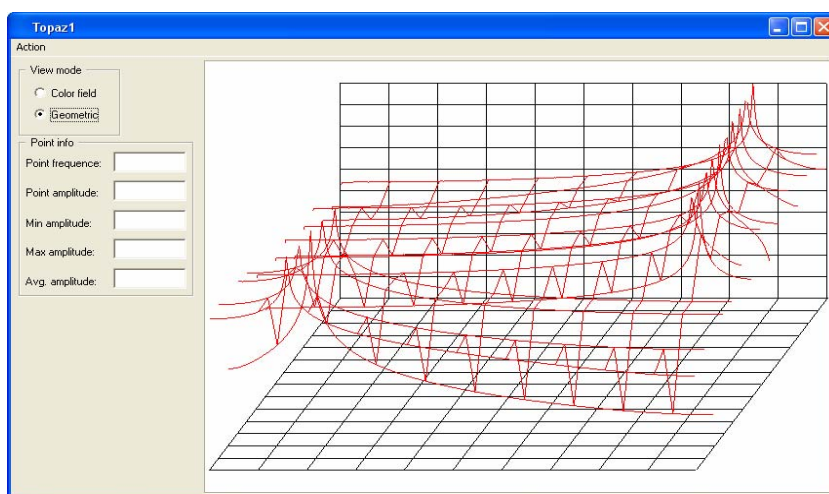 Topaz1
Action
View mode
Color field
Geometric
Point info
Point frequence:
Point amplitude:
Min amplitude:
Max amplitude:
Avg. amplitude: